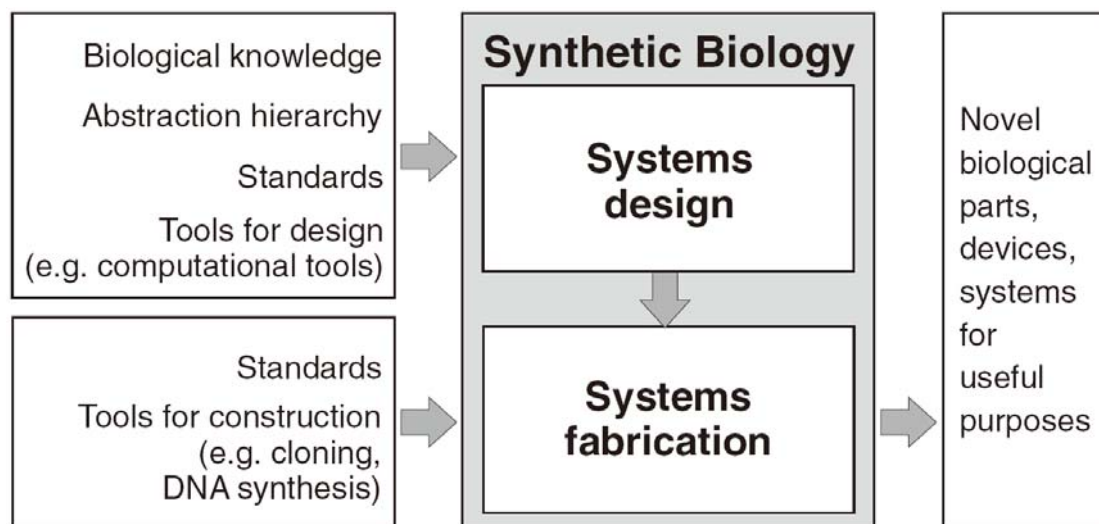 Biological knowledge
Abstraction hierarchy
Standards
Tools for design
(e.g. computational tools)
Standards
Tools for construction
(e.g. cloning,
DNA synthesis)
Synthetic Biology
Systems
design
Systems
fabrication
Novel
biological
parts,
devices,
systems
for
useful
purposes